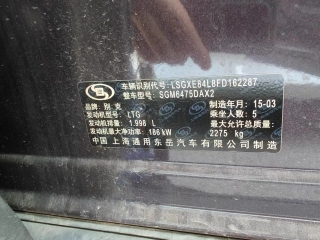 车辆识别代号: LSGXE84L8FD162287
整车型号: SGM6475DAX2
品牌: 别克 制造年月: 15-03
发动机型号: LTG 乘坐人数: 5
发动机排量: 1.998 L 最大允许总质量:
发动机最大净功率: 186 kW 2275 kg
中国 上海通用东岳汽车有限公司 制造